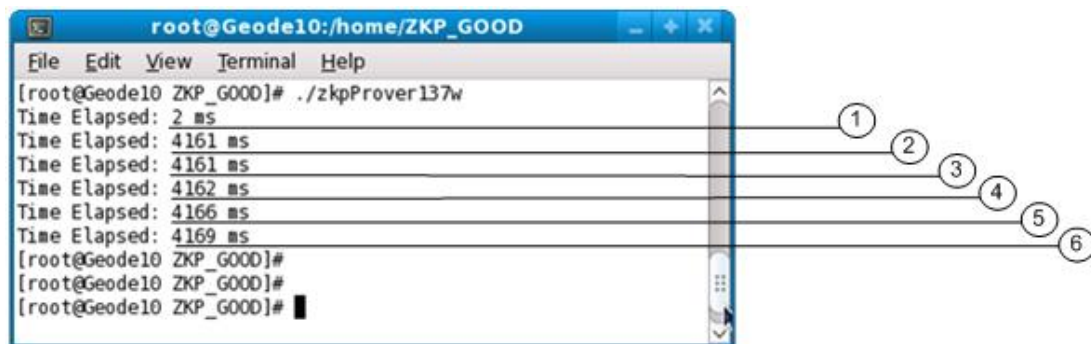 root@Geode10:/home/ZKP_GOOD
File Edit View Terminal Help
[root@Geode10 ZKP_GOOD]# ./zkpProver137w
Time Elapsed: 2 ms
1
Time Elapsed: 4161 ms
2
Time Elapsed: 4161 ms
3
Time Elapsed: 4162 ms
4
Time Elapsed: 4166 ms
5
Time Elapsed: 4169 ms
6
[root@Geode10 ZKP_GOOD]#
[root@Geode10 ZKP_GOOD]#
[root@Geode10 ZKP_GOOD]#